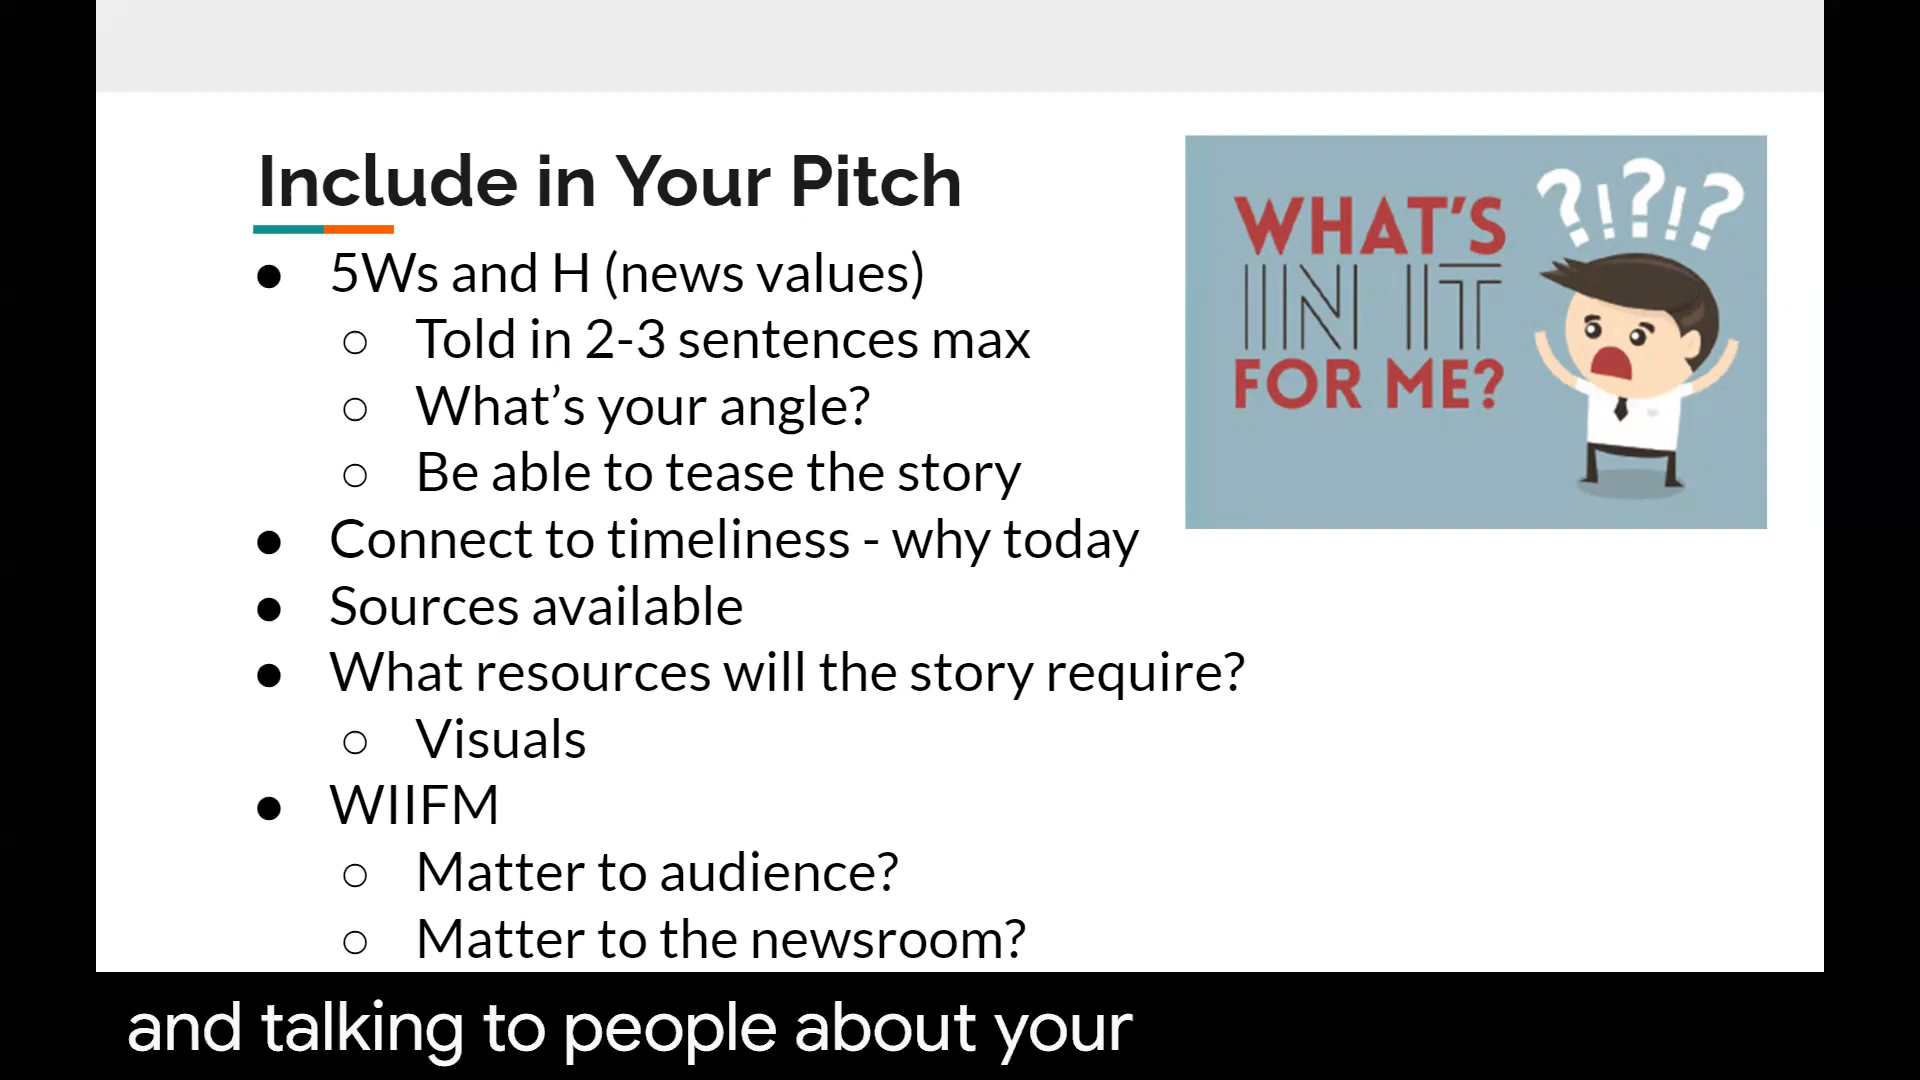 Include in Your Pitch
● 5Ws and H (news values)
○ Told in 2-3 sentences max
○ What’s your angle?
○ Be able to tease the story
● Connect to timeliness - why today
● Sources available
● What resources will the story require?
○ Visuals
● WIIFM
○ Matter to audience?
○ Matter to the newsroom?
WHAT'S
IN IT
FOR ME?
?!?!?
and talking to people about your